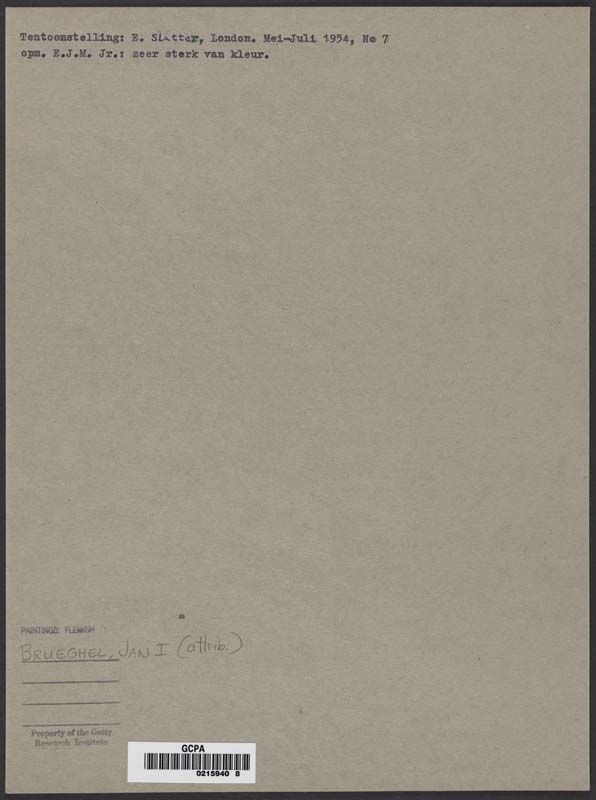 Tentoonstelling: E. Slatter, London. Mei-Juli 1954, No 7
opm. E.J.M. Jr.: zeer sterk van kleur.
PAINTINGS: FLEMISH
BRUEGHEL, JAN I (attrib.)
Property of the Getty
Research Institute
GCPA
0215940 8